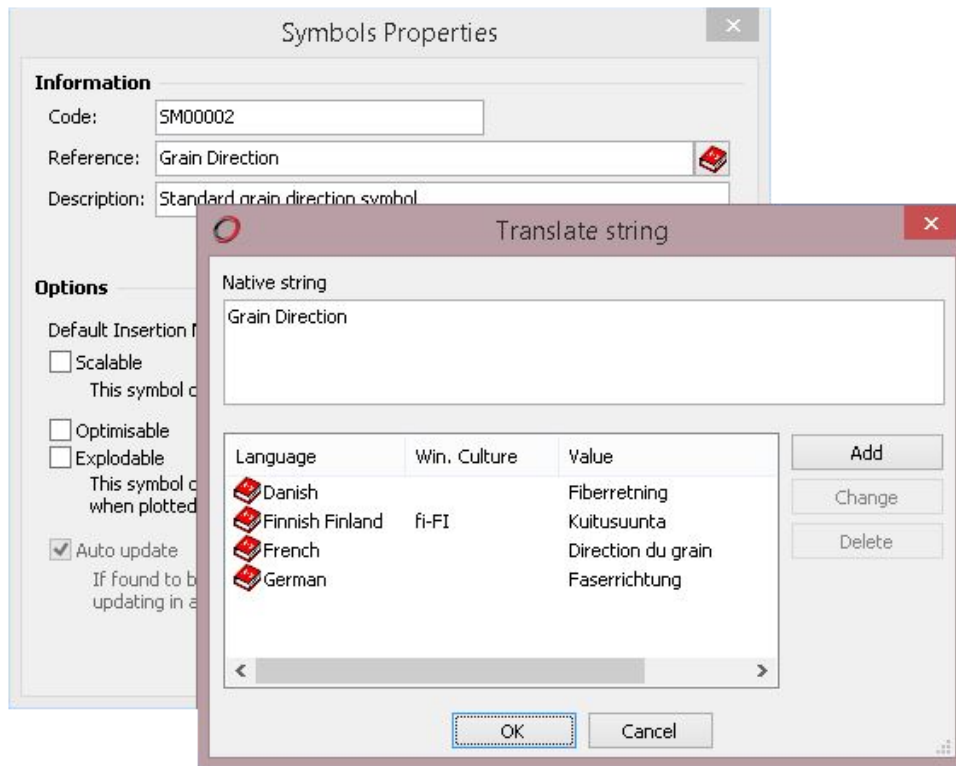 Symbols Properties
Information
Code: SM00002
Reference: Grain Direction
Description: Standard grain direction symbol
Options
Default Insertion
Scalable
This symbol
Optimisable
Explodable
This symbol
when plotted
Auto update
If found to
updating in
Translate string
Native string
Grain Direction
Language Win. Culture Value
Danish Fiberretning
Finnish Finland fi-FI Kuitusuunta
French Direction du grain
German Faserrichtung
Add
Change
Delete
OK Cancel